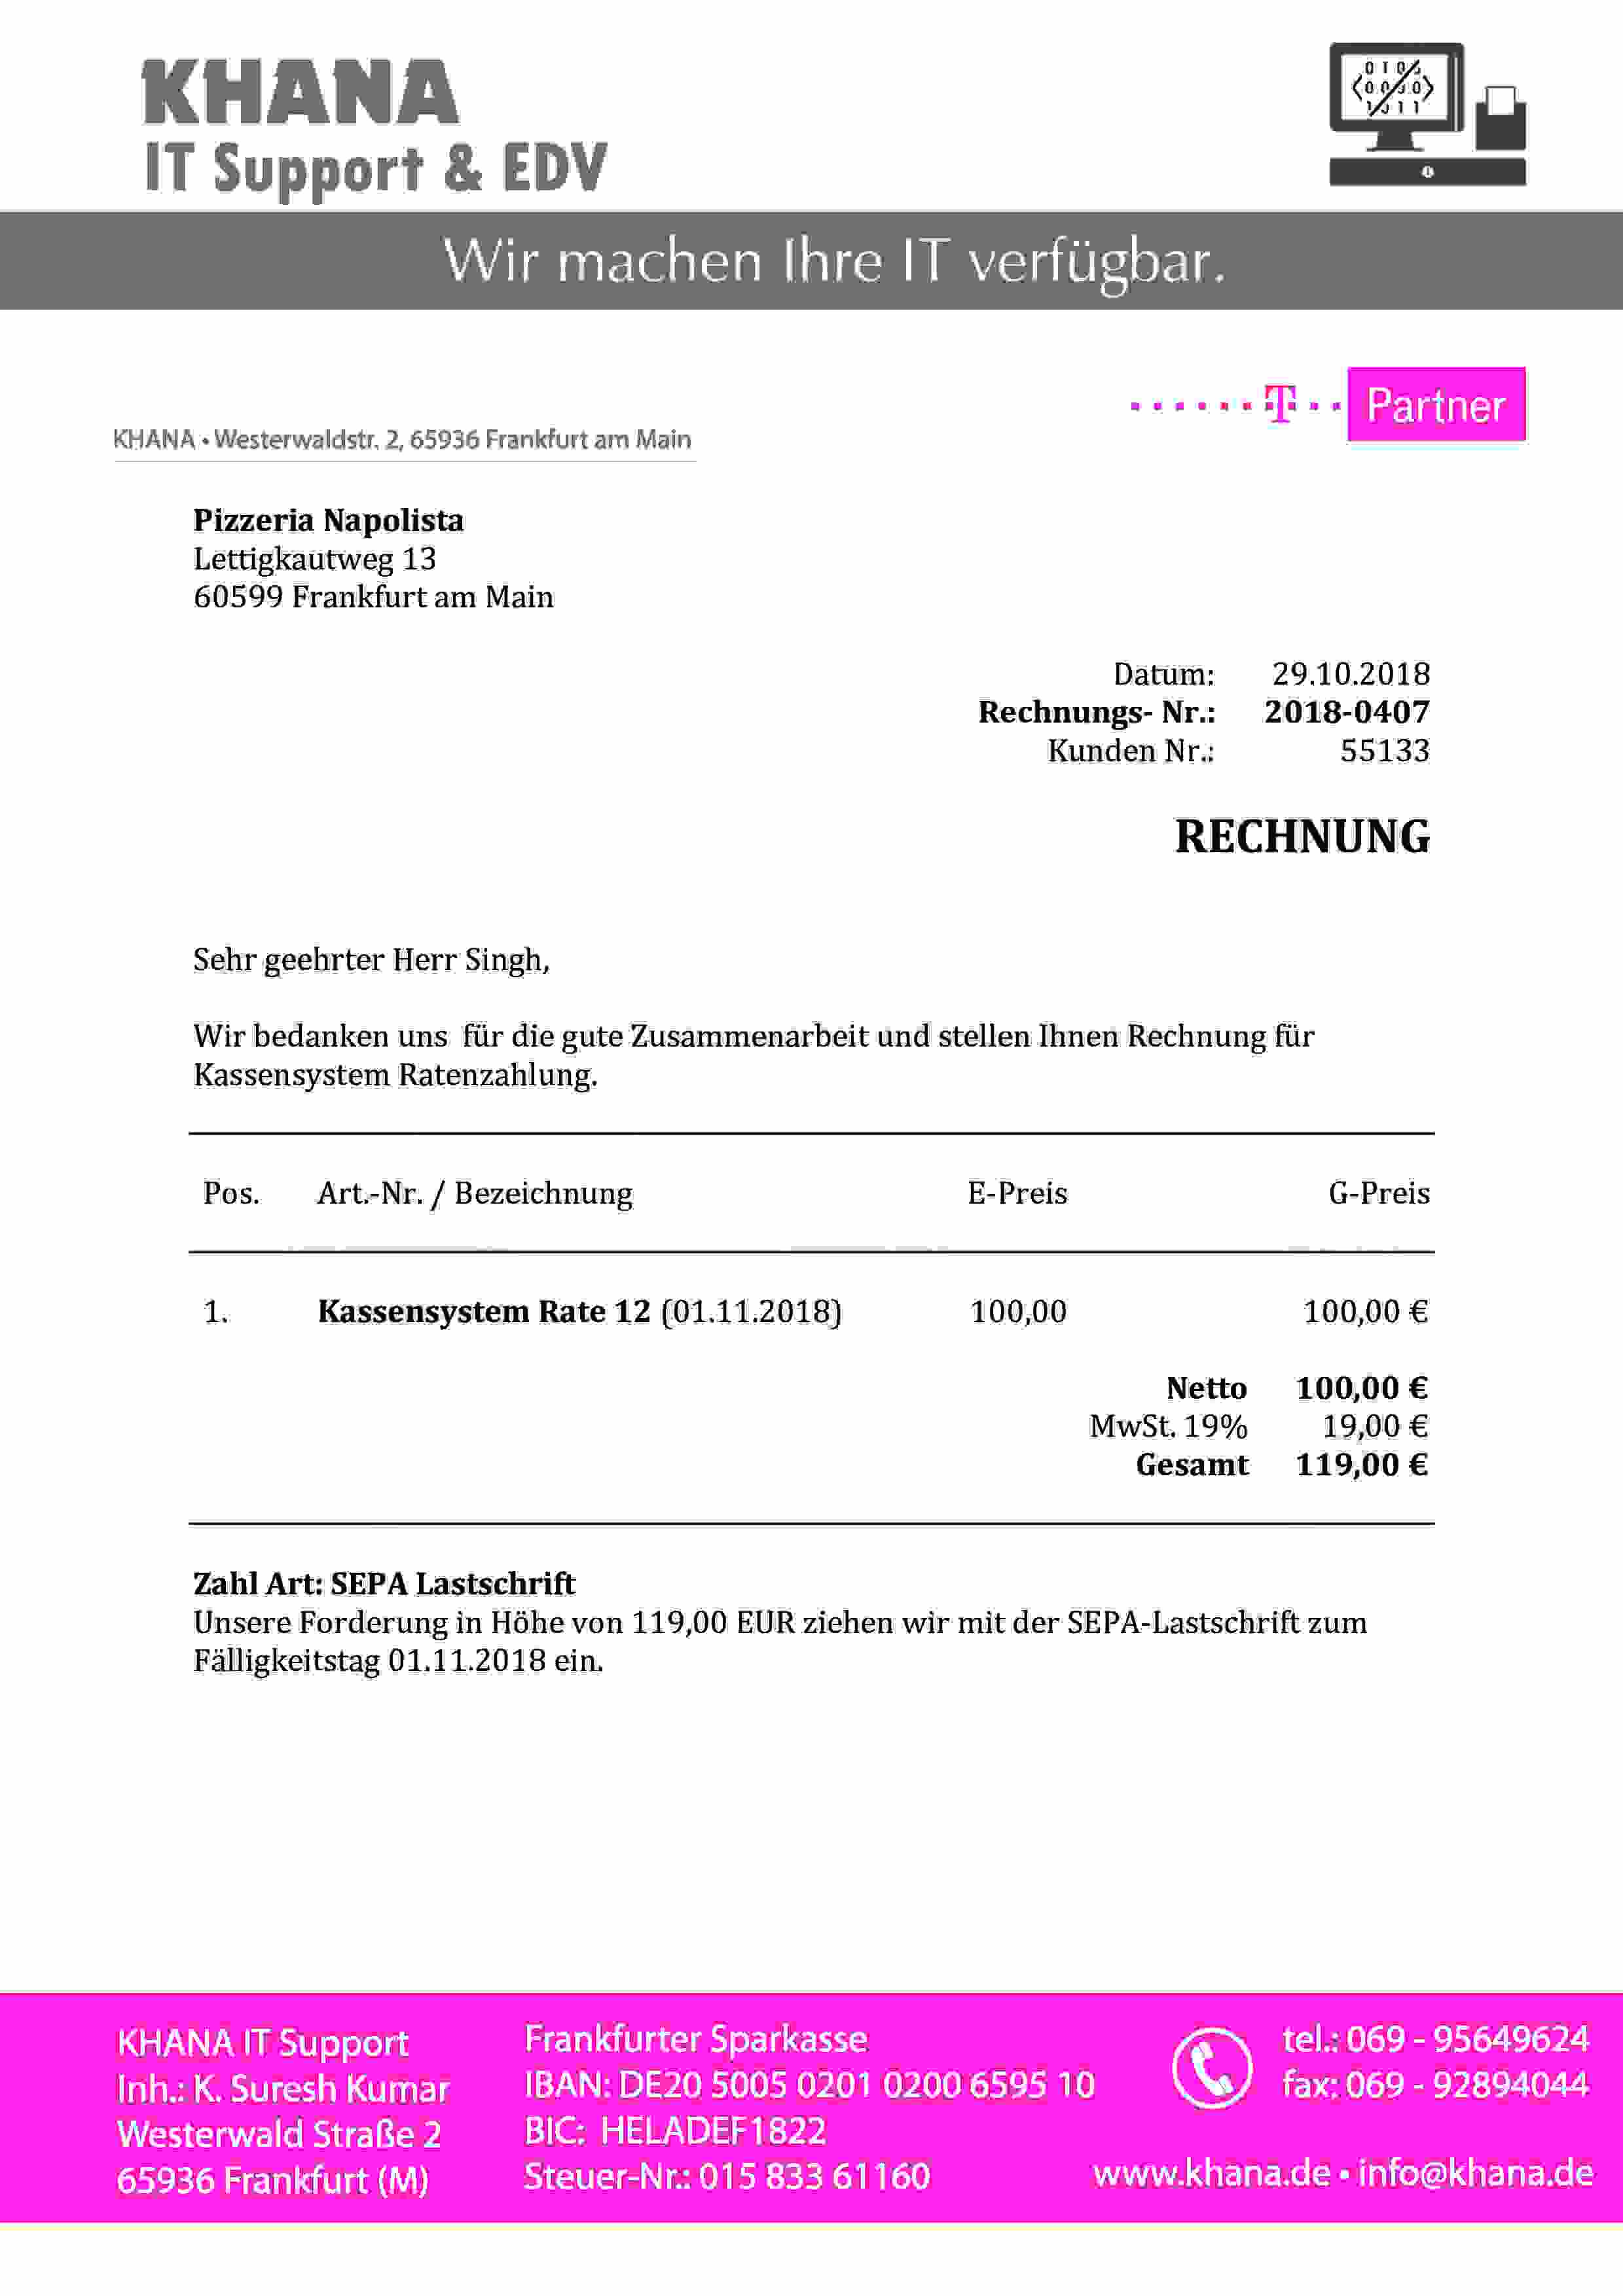 KHANA
IT Support & EDV
Wir machen Ihre IT verfügbar.
T Partner
KHANA • Westerwaldstr. 2, 65936 Frankfurt am Main
Pizzeria Napolista
Lettigkautweg 13
60599 Frankfurt am Main
Datum: 29.10.2018
Rechnungs- Nr.: 2018-0407
Kunden Nr.: 55133
RECHNUNG
Sehr geehrter Herr Singh,
Wir bedanken uns für die gute Zusammenarbeit und stellen Ihnen Rechnung für
Kassensystem Ratenzahlung.
Pos. Art.-Nr. / Bezeichnung E-Preis G-Preis
1. Kassensystem Rate 12 (01.11.2018) 100,00 100,00 €
Netto 100,00 €
MwSt. 19% 19,00 €
Gesamt 119,00 €
Zahl Art: SEPA Lastschrift
Unsere Forderung in Höhe von 119,00 EUR ziehen wir mit der SEPA-Lastschrift zum
Fälligkeitstag 01.11.2018 ein.
KHANA IT Support
Inh.: K. Suresh Kumar
Westerwald Straße 2
65936 Frankfurt (M)
Frankfurter Sparkasse
IBAN: DE20 5005 0201 0200 6595 10
BIC: HELADEF1822
Steuer-Nr.: 015 833 61160
tel.: 069 - 95649624
fax: 069 - 92894044
www.khana.de • info@khana.de